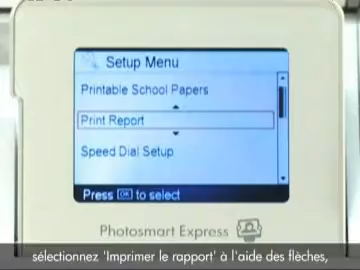 Setup Menu
Printable School Papers
Print Report
Speed Dial Setup
Press OK to select
Photosmart Express
sélectionnez 'Imprimer le rapport' à l'aide des flèches,